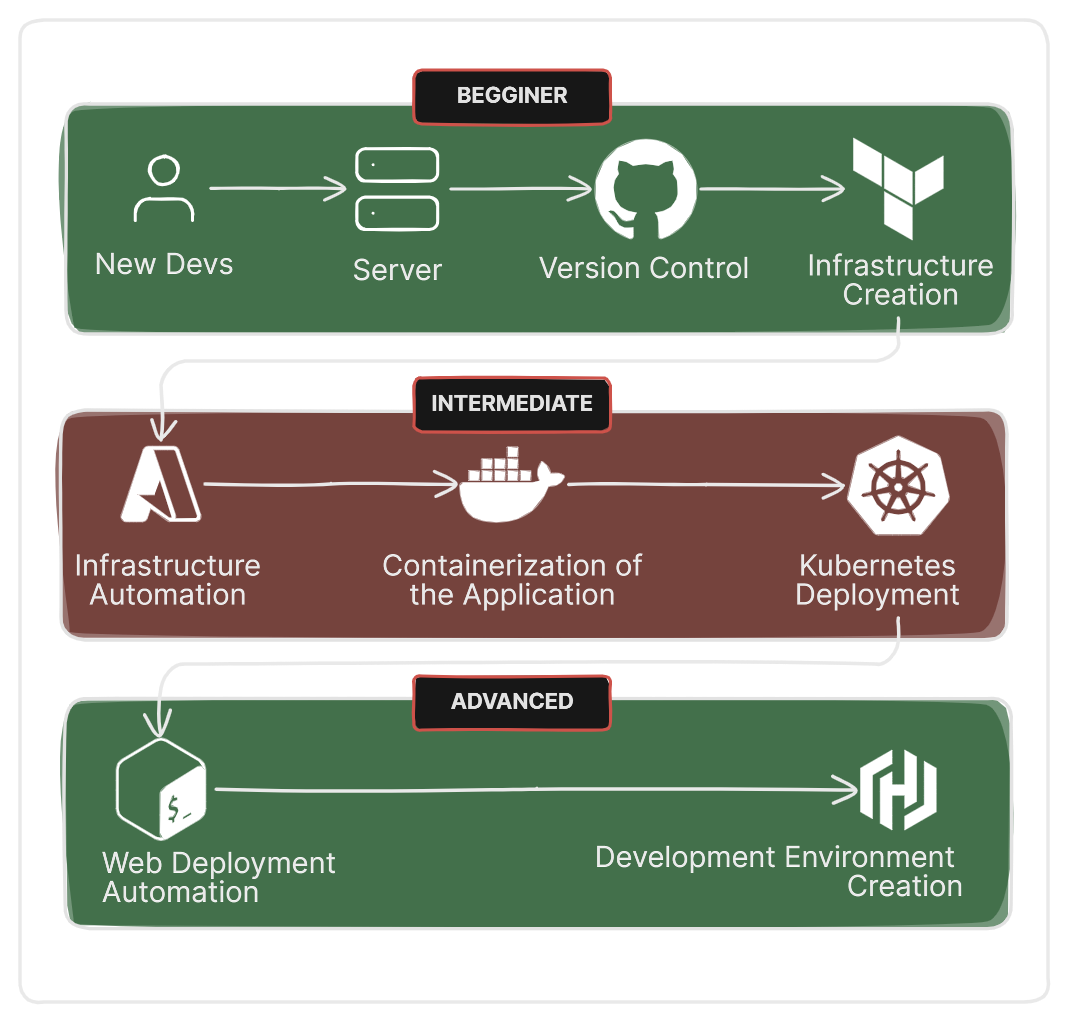 BEGGINER
New Devs
Server
Version Control
Infrastructure
Creation
INTERMEDIATE
Infrastructure
Automation
Containerization of
the Application
Kubernetes
Deployment
ADVANCED
$_
Web Deployment
Automation
Development Environment
Creation